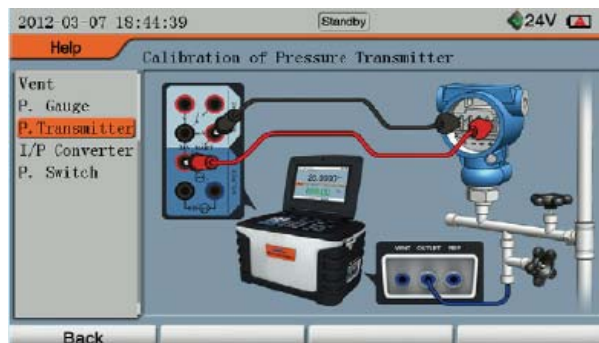 2012-03-07 18:44:39
Standby
24V
Help
Calibration of Pressure Transmitter
Vent
P. Gauge
P.Transmitter
I/P Converter
P. Switch
20.0000
VENT OUTLET REF
Back